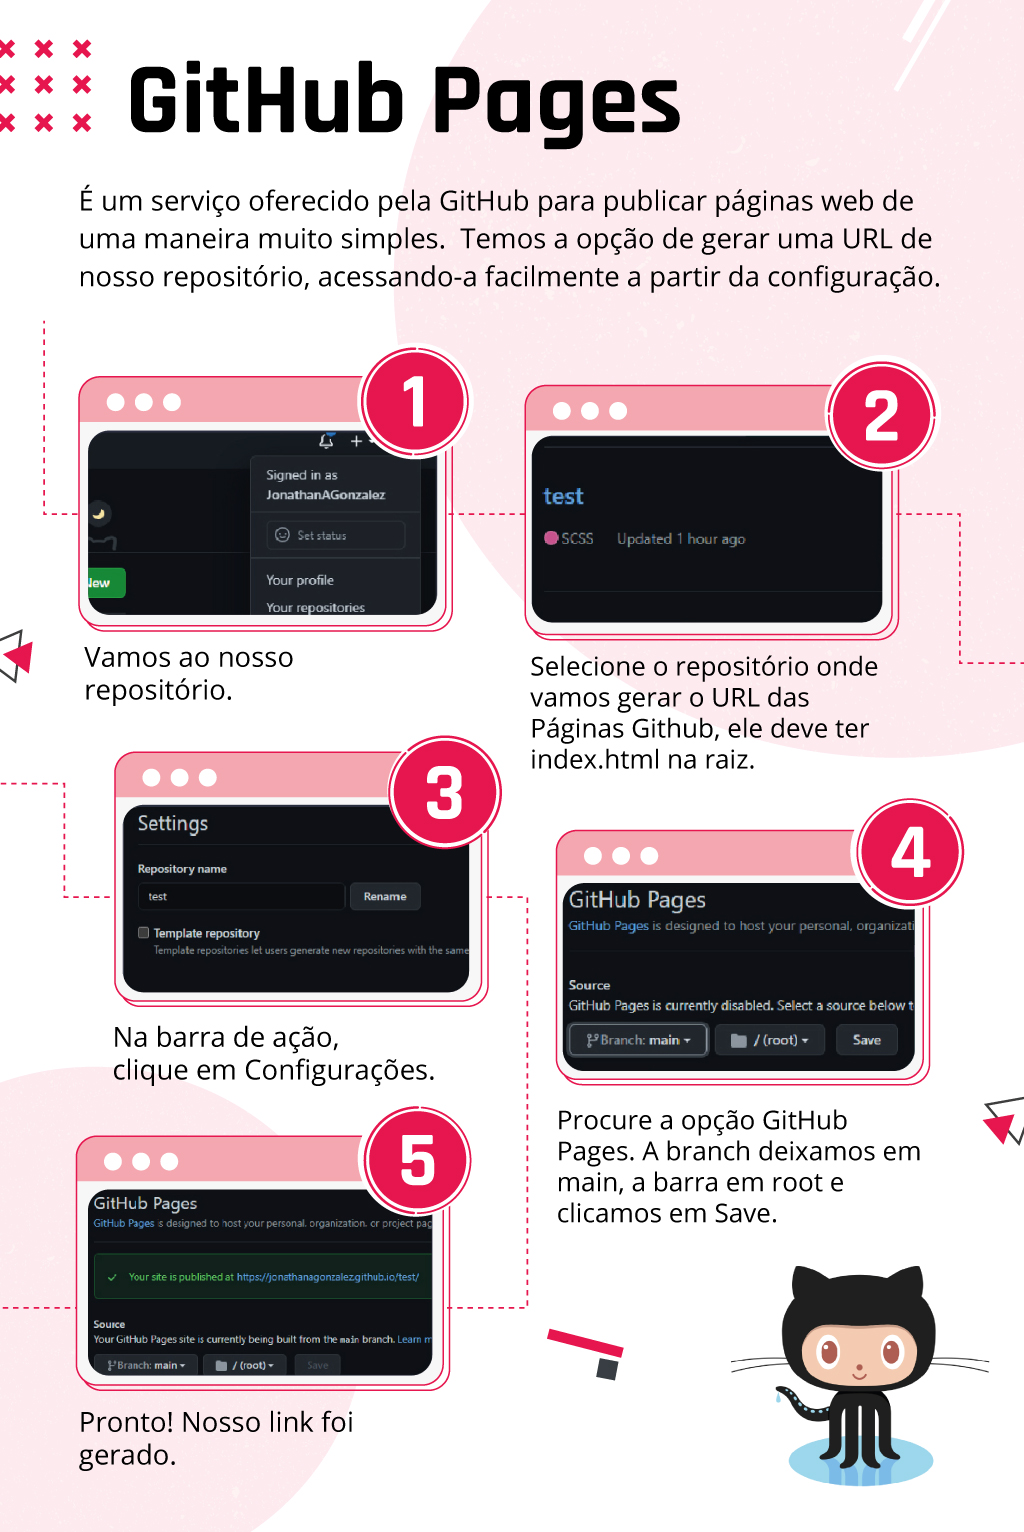 GitHub Pages
É um serviço oferecido pela GitHub para publicar páginas web de
uma maneira muito simples.  Temos a opção de gerar uma URL de
nosso repositório, acessando-a facilmente a partir da configuração.
1
Signed in as
JonathanAGonzalez
Set status
New
Your profile
Your repositories
Vamos ao nosso
repositório.
2
test
SCSS Updated 1 hour ago
Selecione o repositório onde
vamos gerar o URL das
Páginas Github, ele deve ter
index.html na raiz.
3
Settings
Repository name
test Rename
Template repository
Template repositories let users generate new repositories with the same
Na barra de ação,
clique em Configurações.
4
GitHub Pages
GitHub Pages is designed to host your personal, organizati
Source
GitHub Pages is currently disabled. Select a source below t
Branch: main / (root) Save
Procure a opção GitHub
Pages. A branch deixamos em
main, a barra em root e
clicamos em Save.
5
GitHub Pages
GitHub Pages is designed to host your personal, organization, or project pag
Your site is published at https://jonathanagonzalez.github.io/test/
Source
Your GitHub Pages site is currently being built from the main branch. Learn m
Branch: main / (root) Save
Pronto! Nosso link foi
gerado.